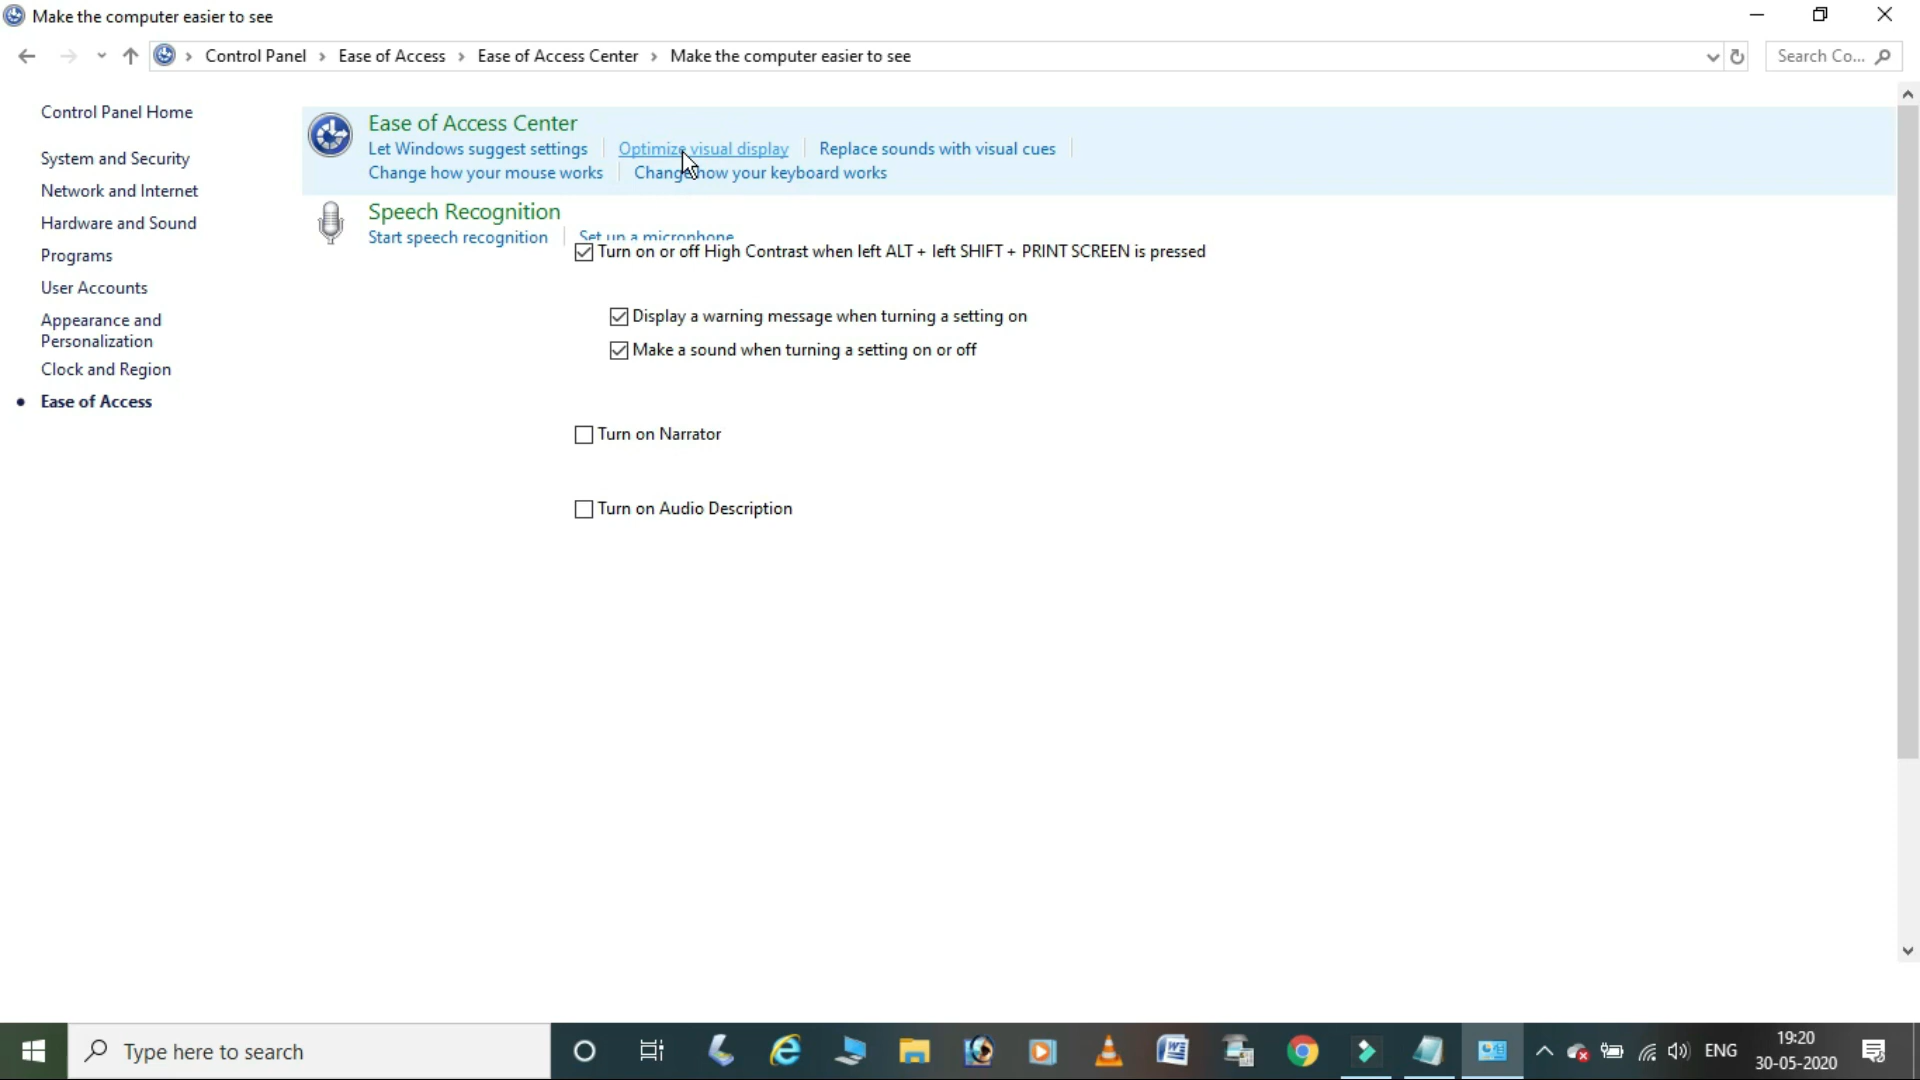 Make the computer easier to see
Control Panel > Ease of Access > Ease of Access Center > Make the computer easier to see
Search Co...
Control Panel Home
System and Security
Network and Internet
Hardware and Sound
Programs
User Accounts
Appearance and
Personalization
Clock and Region
Ease of Access
Ease of Access Center
Let Windows suggest settings
Optimize visual display
Replace sounds with visual cues
Change how your mouse works
Change how your keyboard works
Speech Recognition
Start speech recognition
Set up a microphone
Turn on or off High Contrast when left ALT + left SHIFT + PRINT SCREEN is pressed
Display a warning message when turning a setting on
Make a sound when turning a setting on or off
Turn on Narrator
Turn on Audio Description
Type here to search
ENG
19:20
30-05-2020